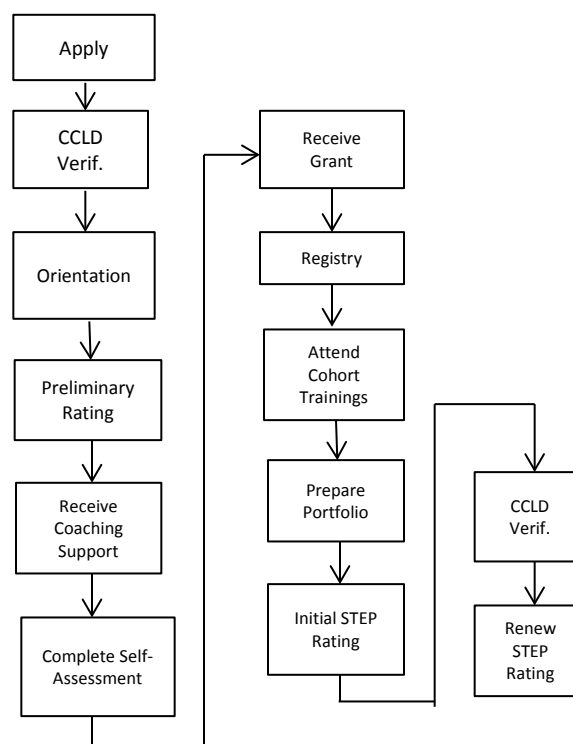 Apply
CCLD
Verif.
Orientation
Preliminary
Rating
Receive
Coaching
Support
Complete Self-
Assessment
Receive
Grant
Registry
Attend
Cohort
Trainings
Prepare
Portfolio
Initial STEP
Rating
CCLD
Verif.
Renew
STEP
Rating